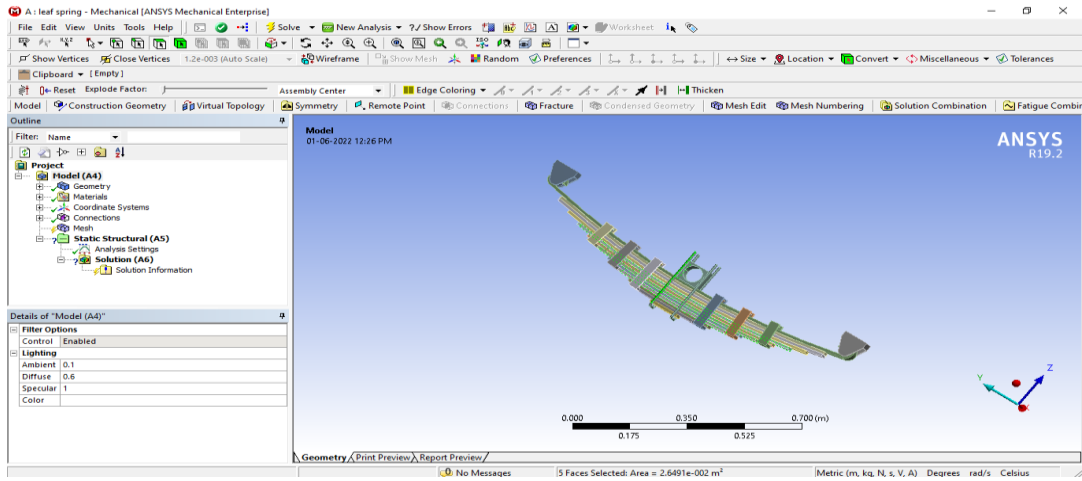 A : leaf spring - Mechanical [ANSYS Mechanical Enterprise]
File Edit View Units Tools Help Solve New Analysis ?/ Show Errors Worksheet
Show Vertices Close Vertices 1.2e-003 (Auto Scale) Wireframe Show Mesh Random Preferences Size Location Convert Miscellaneous Tolerances
Clipboard [Empty]
Reset Explode Factor: Assembly Center Edge Coloring Thicken
Model Construction Geometry Virtual Topology Symmetry Remote Point Connections Fracture Condensed Geometry Mesh Edit Mesh Numbering Solution Combination Fatigue Combin
Outline
Filter: Name
Project
Model (A4)
Geometry
Materials
Coordinate Systems
Connections
Mesh
Static Structural (A5)
Analysis Settings
Solution (A6)
Solution Information
Details of "Model (A4)"
Filter Options
Control Enabled
Lighting
Ambient 0.1
Diffuse 0.6
Specular 1
Color
Model
01-06-2022 12:26 PM
ANSYS
R19.2
0.000 0.350 0.700 (m)
0.175 0.525
Y Z
X
Geometry Print Preview Report Preview
No Messages 5 Faces Selected: Area = 2.6491e-002 m² Metric (m, kg, N, s, V, A) Degrees rad/s Celsius